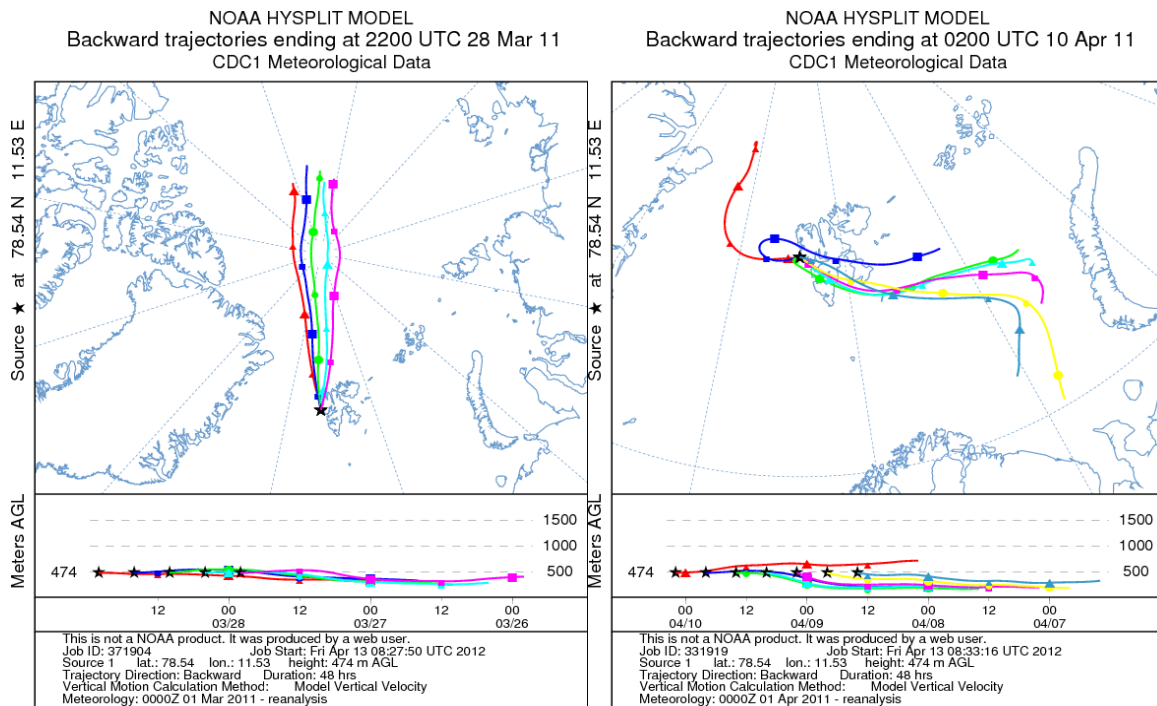 NOAA HYSPLIT MODEL
Backward trajectories ending at 2200 UTC 28 Mar 11
CDC1 Meteorological Data
Source ★ at 78.54 N 11.53 E
Meters AGL
1500
1000
500
474
12
00
12
00
12
00
03/28
03/27
03/26
This is not a NOAA product. It was produced by a web user.
Job ID: 371904 Job Start: Fri Apr 13 08:27:50 UTC 2012
Source 1 lat.: 78.54 lon.: 11.53 height: 474 m AGL
Trajectory Direction: Backward Duration: 48 hrs
Vertical Motion Calculation Method: Model Vertical Velocity
Meteorology: 0000Z 01 Mar 2011 - reanalysis
NOAA HYSPLIT MODEL
Backward trajectories ending at 0200 UTC 10 Apr 11
CDC1 Meteorological Data
Source ★ at 78.54 N 11.53 E
Meters AGL
1500
1000
500
474
00
12
00
12
00
12
00
04/10
04/09
04/08
04/07
This is not a NOAA product. It was produced by a web user.
Job ID: 331919 Job Start: Fri Apr 13 08:33:16 UTC 2012
Source 1 lat.: 78.54 lon.: 11.53 height: 474 m AGL
Trajectory Direction: Backward Duration: 48 hrs
Vertical Motion Calculation Method: Model Vertical Velocity
Meteorology: 0000Z 01 Apr 2011 - reanalysis